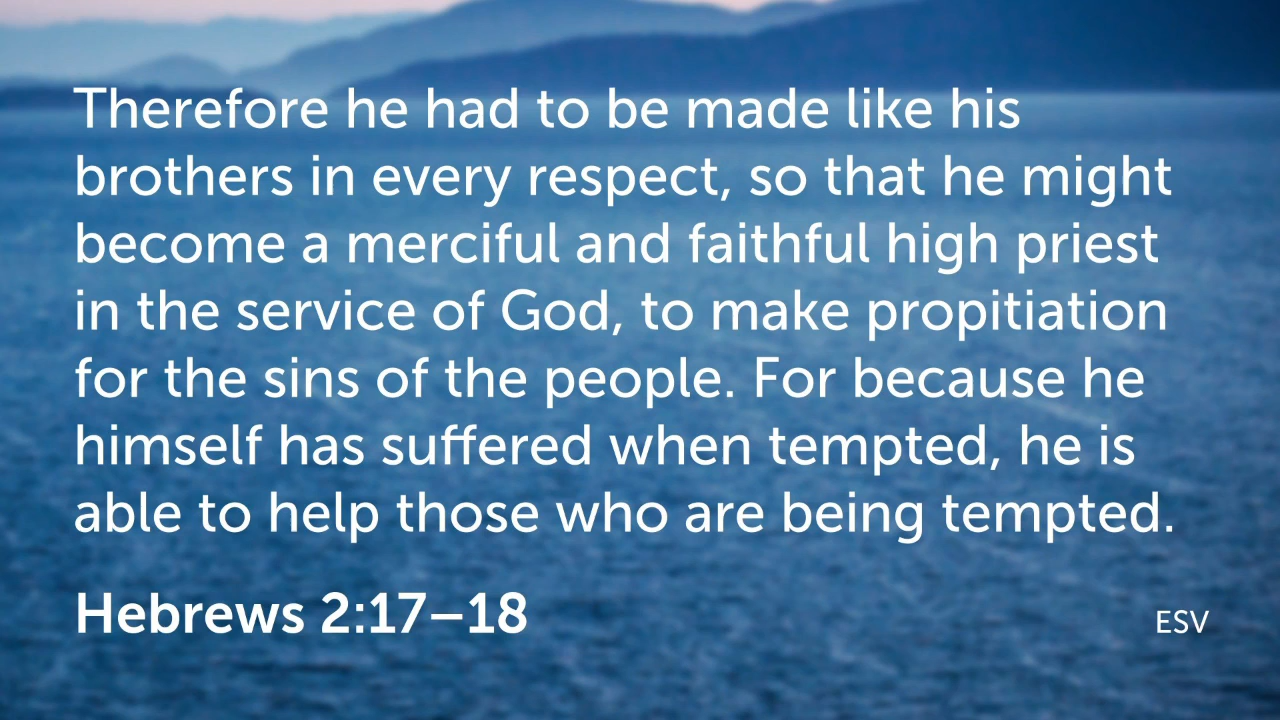 Therefore he had to be made like his
brothers in every respect, so that he might
become a merciful and faithful high priest
in the service of God, to make propitiation
for the sins of the people. For because he
himself has suffered when tempted, he is
able to help those who are being tempted.
Hebrews 2:17–18
ESV